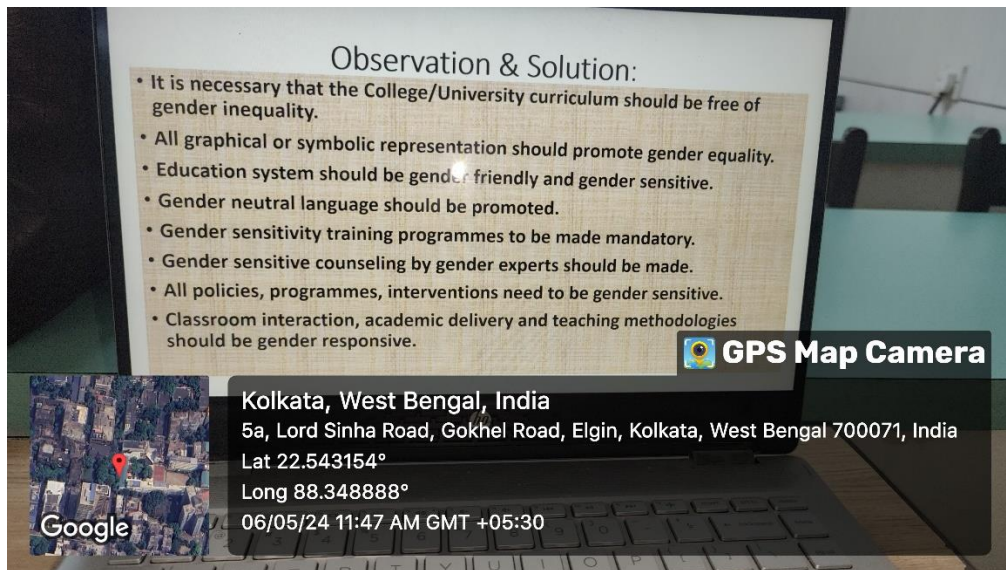 Observation & Solution:
• It is necessary that the College/University curriculum should be free of
gender inequality.
• All graphical or symbolic representation should promote gender equality.
• Education system should be gender friendly and gender sensitive.
• Gender neutral language should be promoted.
• Gender sensitivity training programmes to be made mandatory.
• Gender sensitive counseling by gender experts should be made.
• All policies, programmes, interventions need to be gender sensitive.
• Classroom interaction, academic delivery and teaching methodologies
should be gender responsive.
GPS Map Camera
Kolkata, West Bengal, India
5a, Lord Sinha Road, Gokhel Road, Elgin, Kolkata, West Bengal 700071, India
Lat 22.543154°
Long 88.348888°
06/05/24 11:47 AM GMT +05:30
Google